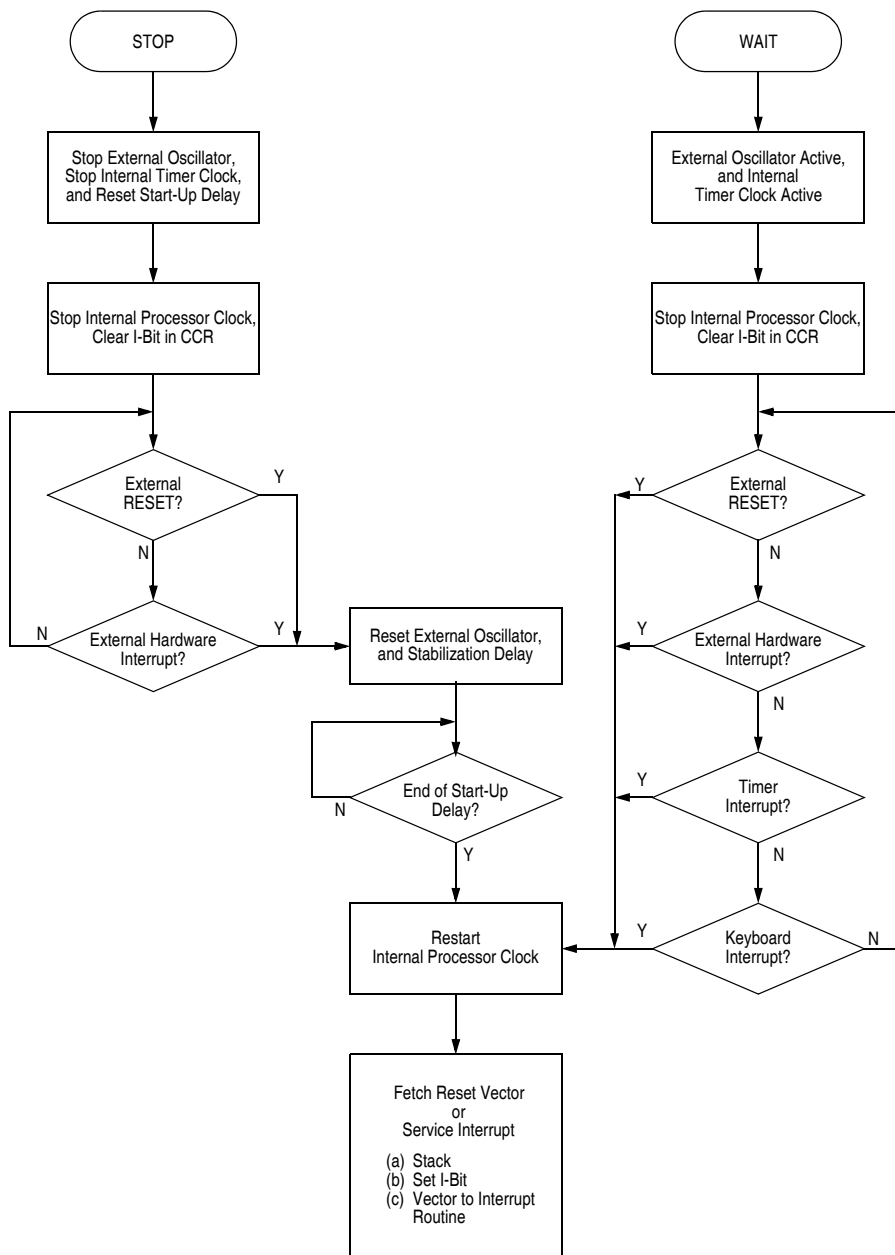 STOP
Stop External Oscillator,
Stop Internal Timer Clock,
and Reset Start-Up Delay
Stop Internal Processor Clock,
Clear I-Bit in CCR
External
RESET?
Y
N
External Hardware
Interrupt?
N
Y
Reset External Oscillator,
and Stabilization Delay
End of Start-Up
Delay?
N
Y
WAIT
External Oscillator Active,
and Internal
Timer Clock Active
Stop Internal Processor Clock,
Clear I-Bit in CCR
External
RESET?
Y
N
External Hardware
Interrupt?
Y
N
Timer
Interrupt?
Y
N
Keyboard
Interrupt?
Y
N
Restart
Internal Processor Clock
Fetch Reset Vector
or
Service Interrupt
(a) Stack
(b) Set I-Bit
(c) Vector to Interrupt
Routine